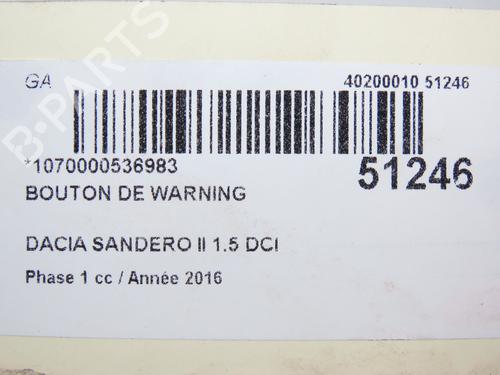 GA
40200010 51246
*1070000536983
51246
BOUTON DE WARNING
DACIA SANDERO II 1.5 DCI
Phase 1 cc / Année 2016
B-PARTS